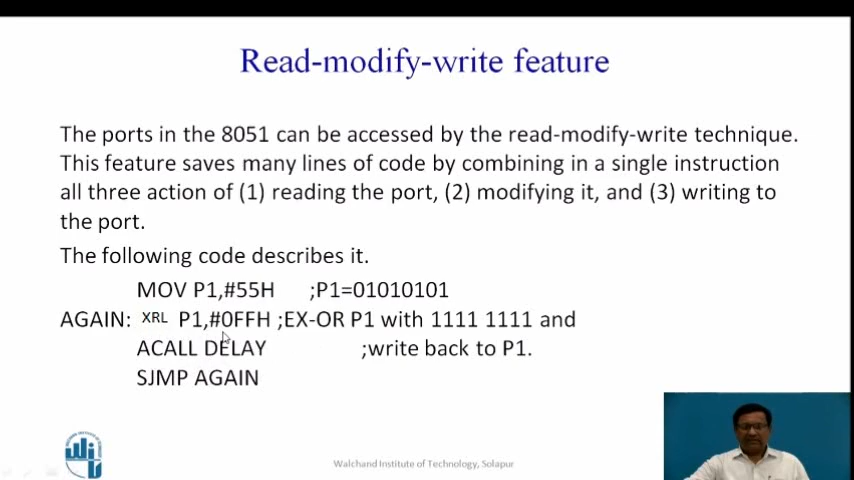 Read-modify-write feature
The ports in the 8051 can be accessed by the read-modify-write technique.
This feature saves many lines of code by combining in a single instruction
all three action of (1) reading the port, (2) modifying it, and (3) writing to
the port.
The following code describes it.
MOV P1,#55H ;P1=01010101
AGAIN: XRL P1,#0FFH ;EX-OR P1 with 1111 1111 and
ACALL DELAY ;write back to P1.
SJMP AGAIN
Walchand Institute of Technology, Solapur